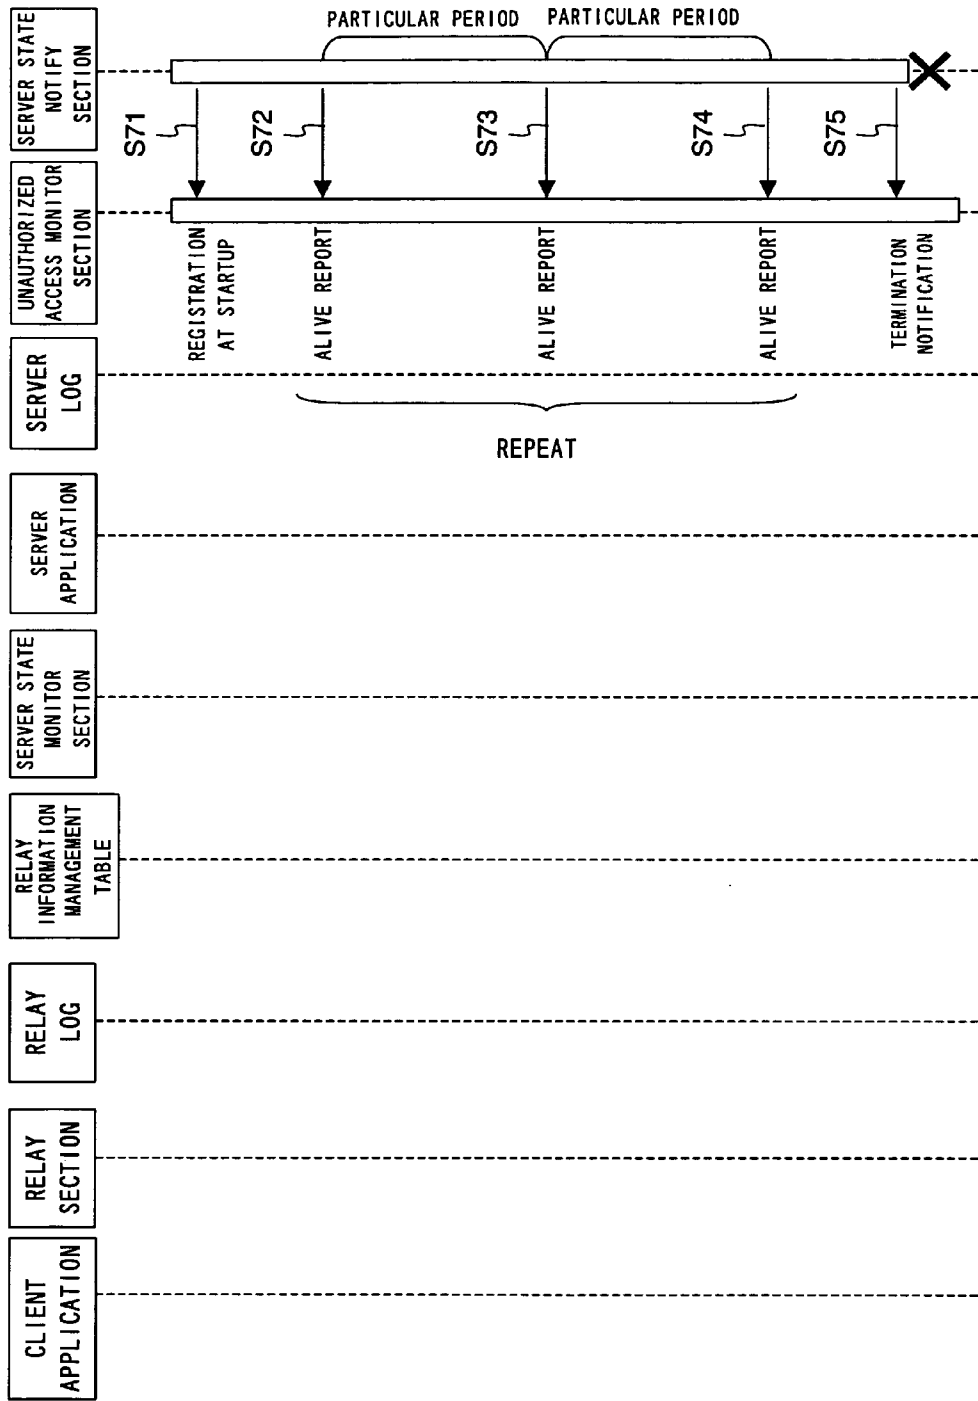 CLIENT
APPLICATION
RELAY
SECTION
RELAY
LOG
RELAY
INFORMATION
MANAGEMENT
TABLE
SERVER STATE
MONITOR
SECTION
SERVER
APPLICATION
SERVER
LOG
UNAUTHORIZED
ACCESS MONITOR
SECTION
SERVER STATE
NOTIFY
SECTION
REGISTRATION
AT STARTUP
S71
ALIVE REPORT
S72
PARTICULAR PERIOD
ALIVE REPORT
S73
REPEAT
PARTICULAR PERIOD
ALIVE REPORT
S74
TERMINATION
NOTIFICATION
S75